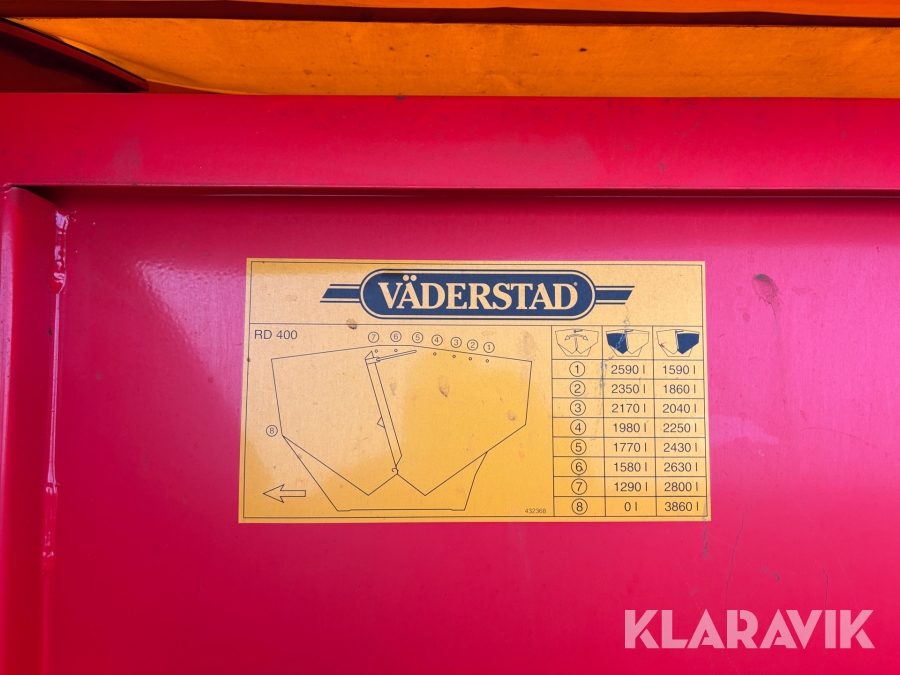 VÄDERSTAD
RD 400
7 6 5 4 3 2 1
8
432368
1 2590 l 1590 l
2 2350 l 1860 l
3 2170 l 2040 l
4 1980 l 2250 l
5 1770 l 2430 l
6 1580 l 2630 l
7 1290 l 2800 l
8 0 l 3860 l
KLARAVIK